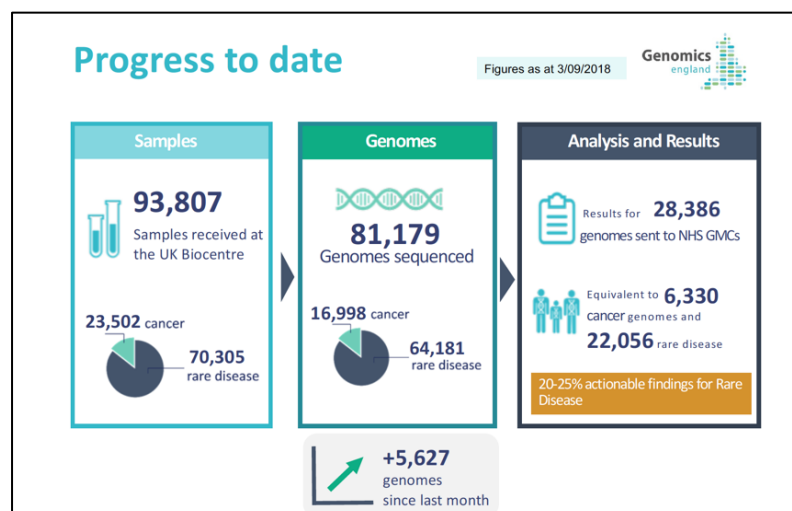 Progress to date
Figures as at 3/09/2018
Genomics
england
Samples
93,807
Samples received at
the UK Biocentre
23,502 cancer
70,305
rare disease
Genomes
81,179
Genomes sequenced
16,998 cancer
64,181
rare disease
+5,627
genomes
since last month
Analysis and Results
Results for 28,386
genomes sent to NHS GMCs
Equivalent to 6,330
cancer genomes and
22,056 rare disease
20-25% actionable findings for Rare
Disease